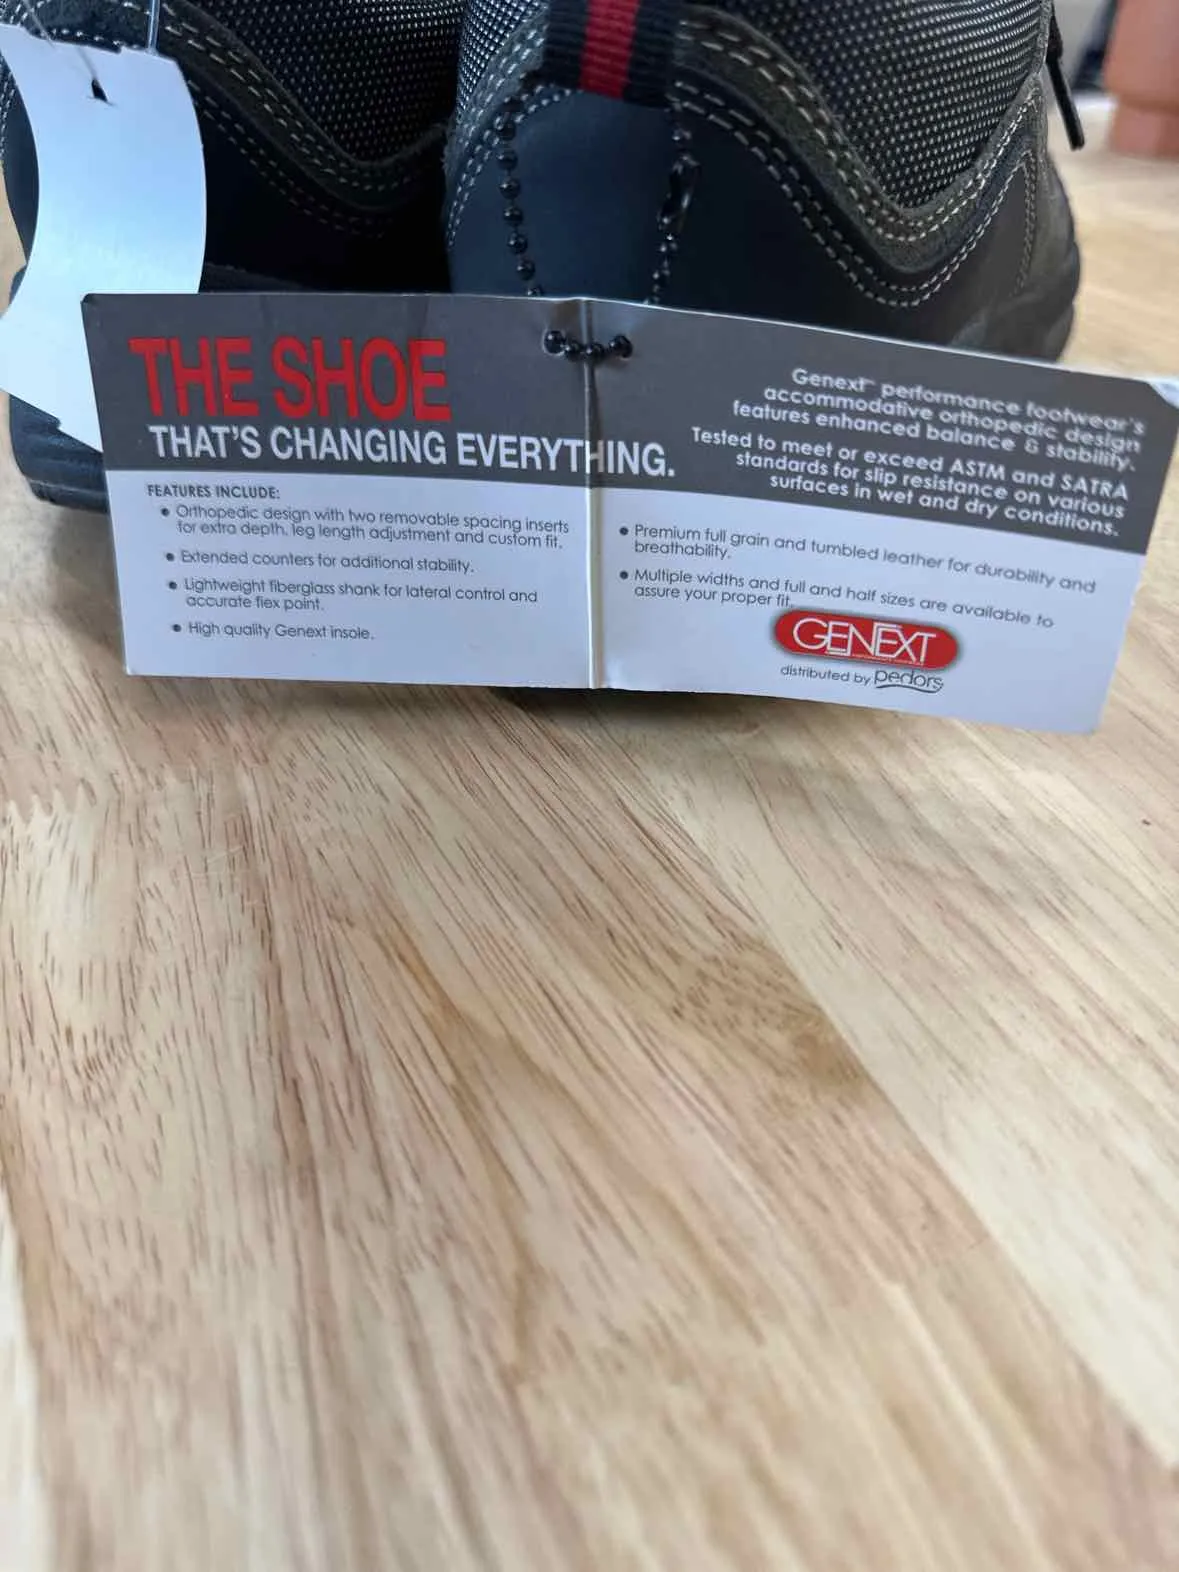 THE SHOE
THAT'S CHANGING EVERYTHING.
FEATURES INCLUDE:
• Orthopedic design with two removable spacing inserts
for extra depth, leg length adjustment and custom fit.
• Extended counters for additional stability.
• Lightweight fiberglass shank for lateral control and
accurate flex point.
• High quality Genext insole.
Genext™ performance footwear's
accommodative orthopedic design
features enhanced balance & stability.
Tested to meet or exceed ASTM and SATRA
standards for slip resistance on various
surfaces in wet and dry conditions.
• Premium full grain and tumbled leather for durability and
breathability.
• Multiple widths and full and half sizes are available to
assure your proper fit.
GENEXT
distributed by pedors